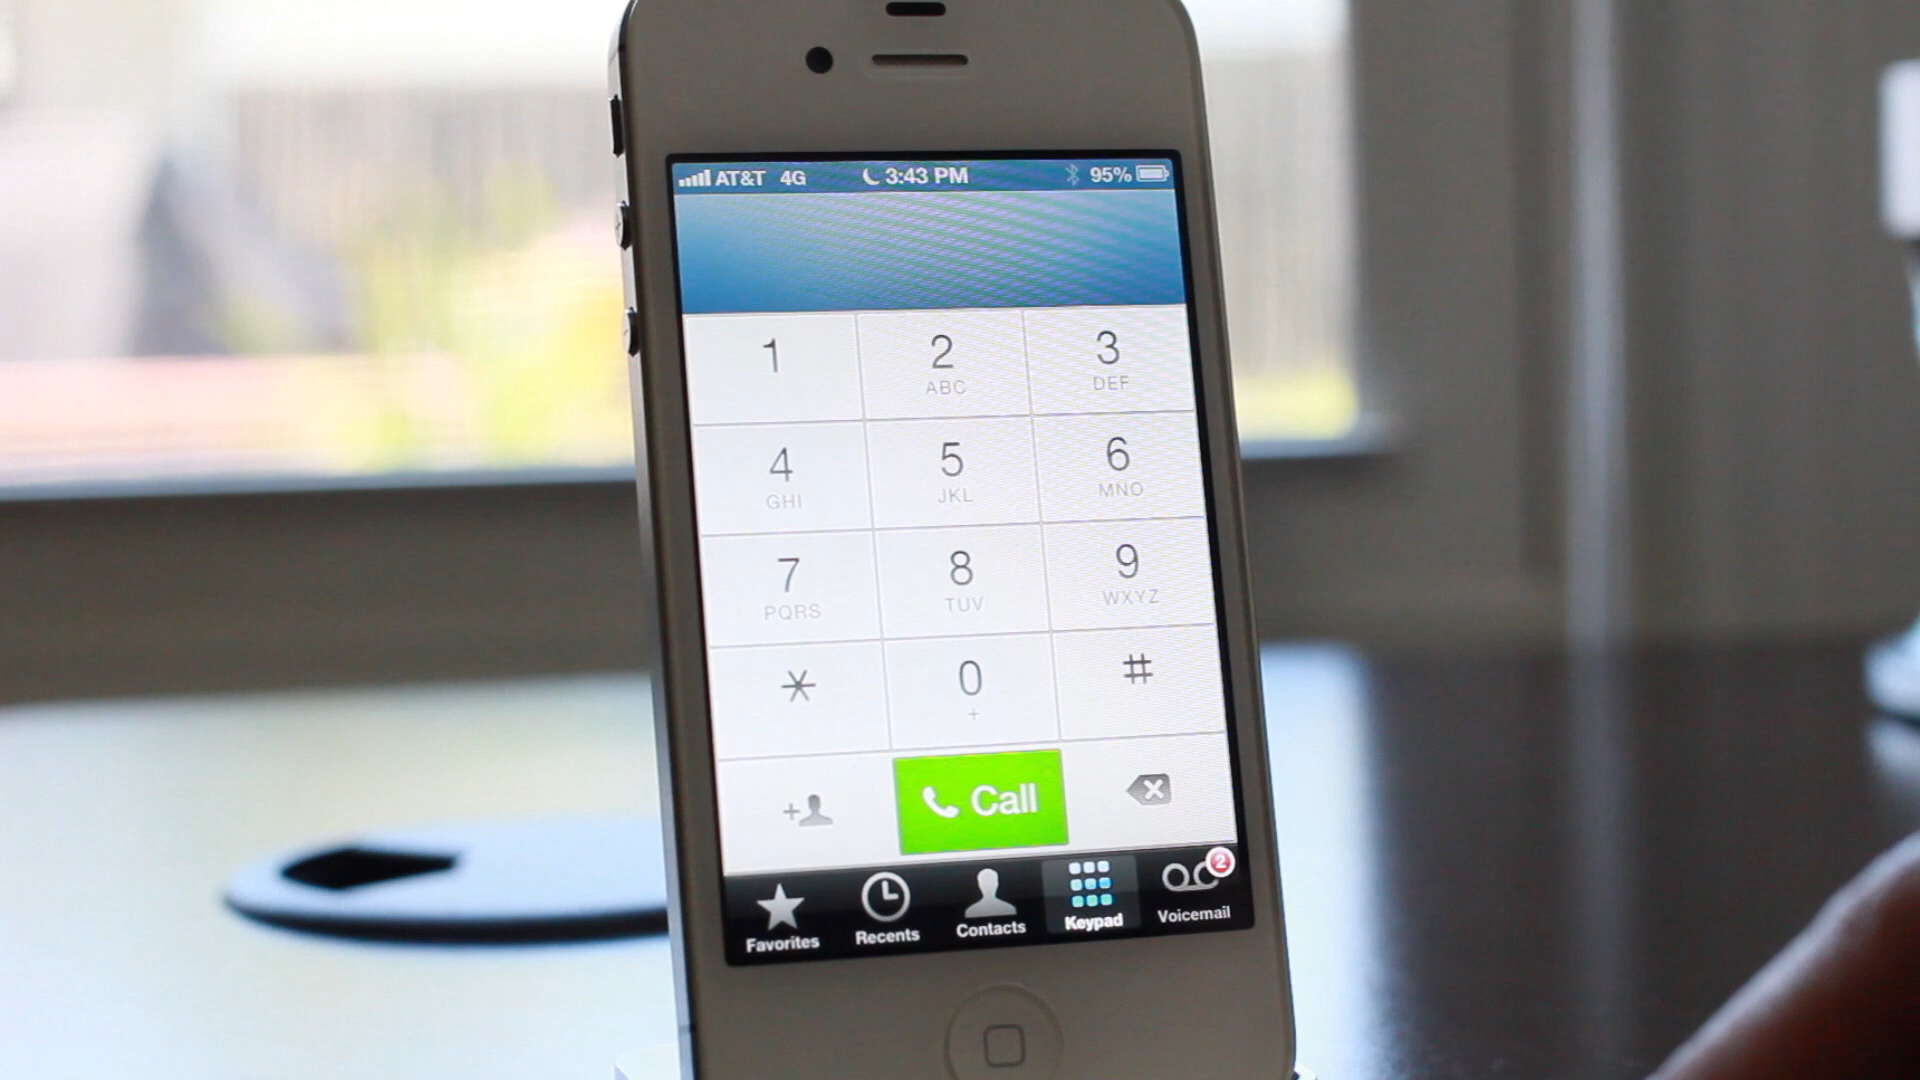 AT&T 4G 3:43 PM 95%
1 2 3
ABC DEF
4 5 6
GHI JKL MNO
7 8 9
PQRS TUV WXYZ
* 0 #
+
+ Call
2
Favorites Recents Contacts Keypad Voicemail